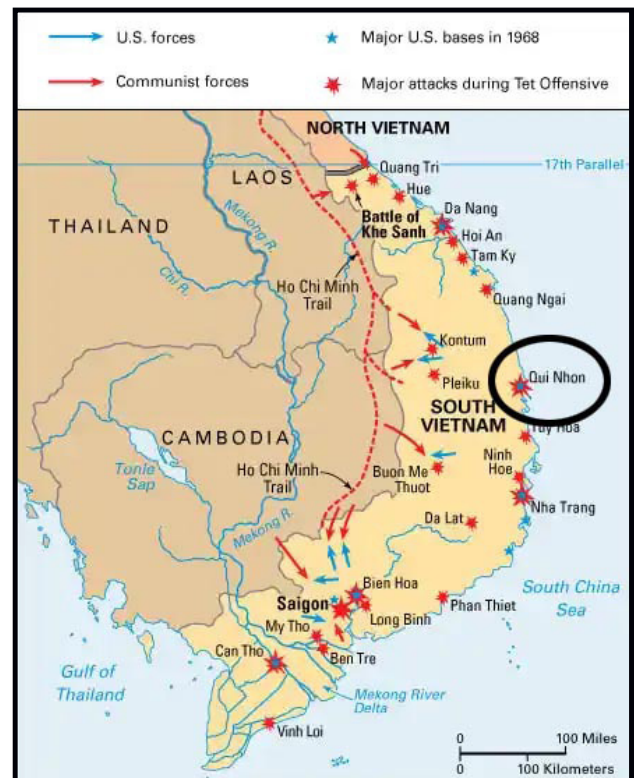 U.S. forces
Major U.S. bases in 1968
Communist forces
Major attacks during Tet Offensive
NORTH VIETNAM
17th Parallel
Quang Tri
LAOS
Hue
Mekong R.
Battle of
Khe Sanh
Da Nang
THAILAND
Hoi An
Tam Ky
Chi R.
Ho Chi Minh
Trail
Quang Ngai
Kontum
Qui Nhon
Pleiku
SOUTH
VIETNAM
Tuy Hoa
CAMBODIA
Ninh
Hoe
Tonle
Sap
Ho Chi Minh
Trail
Buon Me
Thuot
Nha Trang
Mekong R.
Da Lat
Bien Hoa
South China
Sea
Saigon
Long Binh
Phan Thiet
My Tho
Can Tho
Ben Tre
Gulf of
Thailand
Mekong River
Delta
Vinh Loi
0 100 Miles
0 100 Kilometers